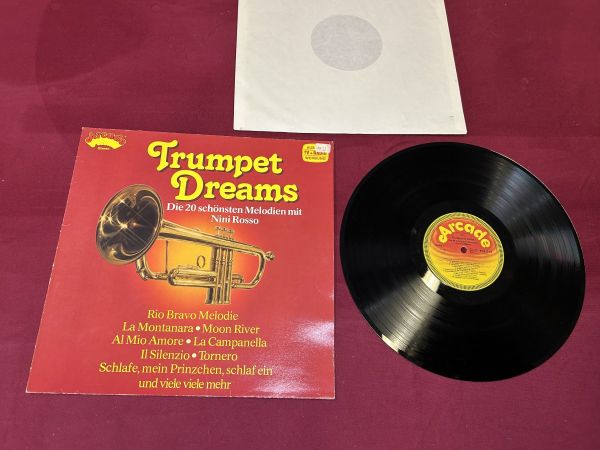 Trumpet
Dreams
Die 20 schönsten Melodien mit
Nini Rosso
Rio Bravo Melodie
La Montanara • Moon River
Al Mio Amore • La Campanella
Il Silenzio • Tornero
Schlafe, mein Prinzchen, schlaf ein
und viele viele mehr
Arcade